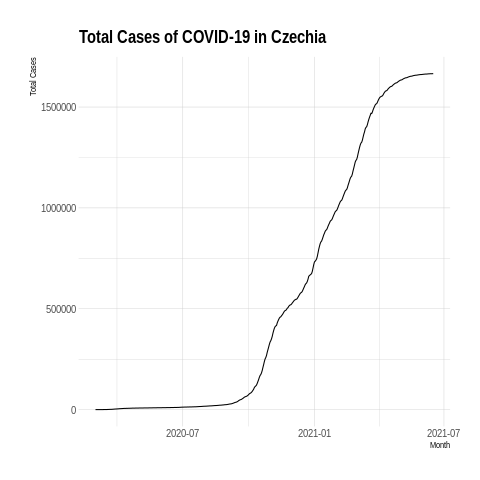 Total Cases of COVID-19 in Czechia
Total Cases
1500000
1000000
500000
0
2020-07
2021-01
2021-07
Month